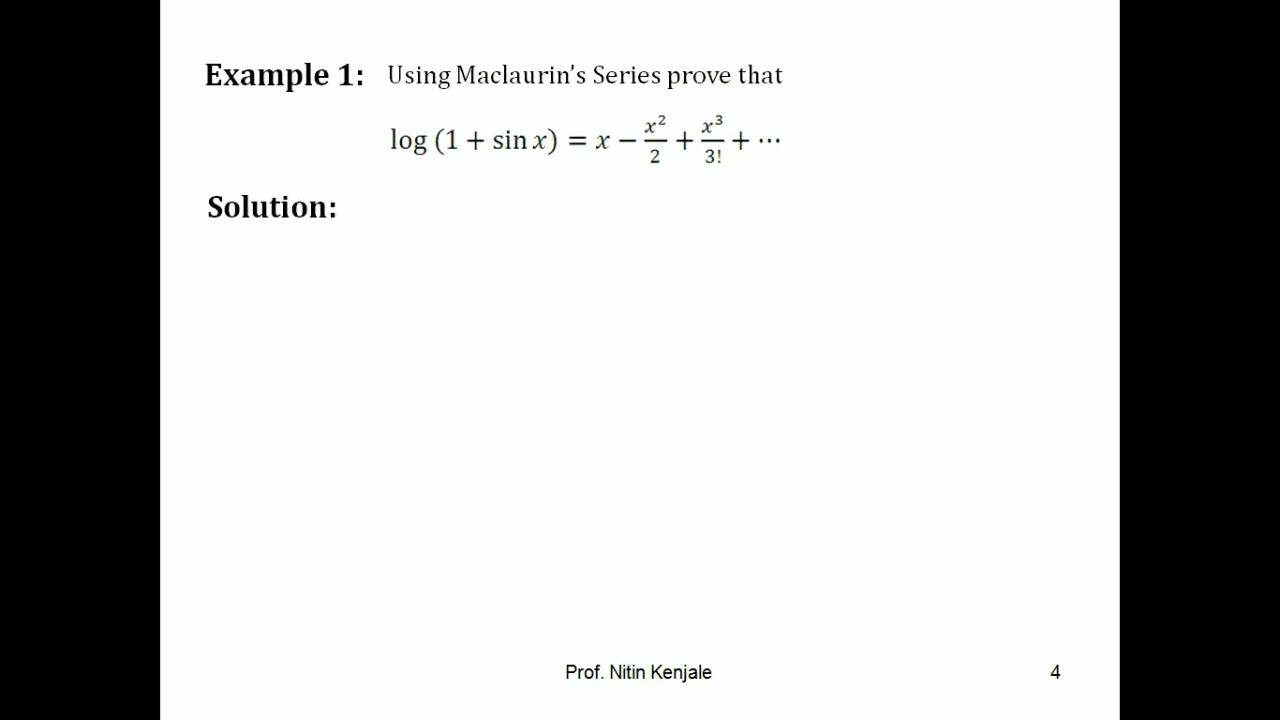 Example 1: Using Maclaurin's Series prove that
log (1 + sin x) = x − x²/2 + x³/3! + ⋯
Solution:
Prof. Nitin Kenjale 4